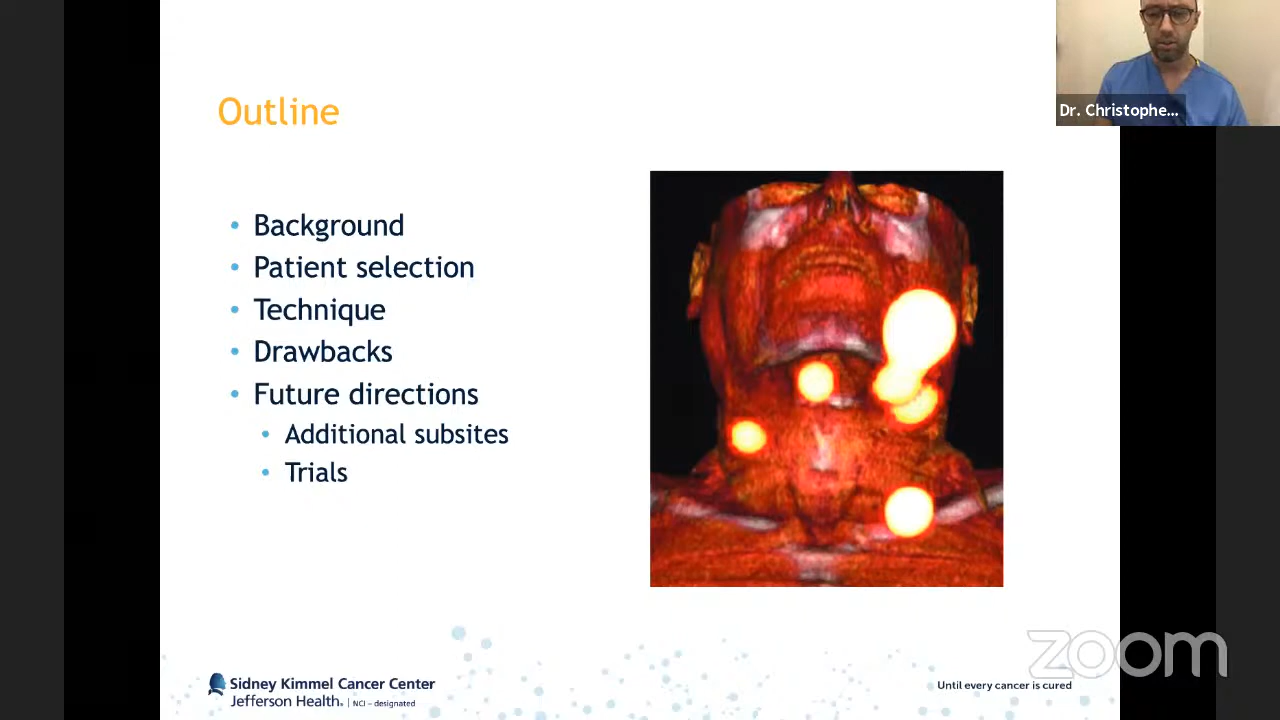 Outline
Background
Patient selection
Technique
Drawbacks
Future directions
Additional subsites
Trials
Dr. Christophe...
Sidney Kimmel Cancer Center
Jefferson Health. | NCI – designated
Until every cancer is cured
zoom